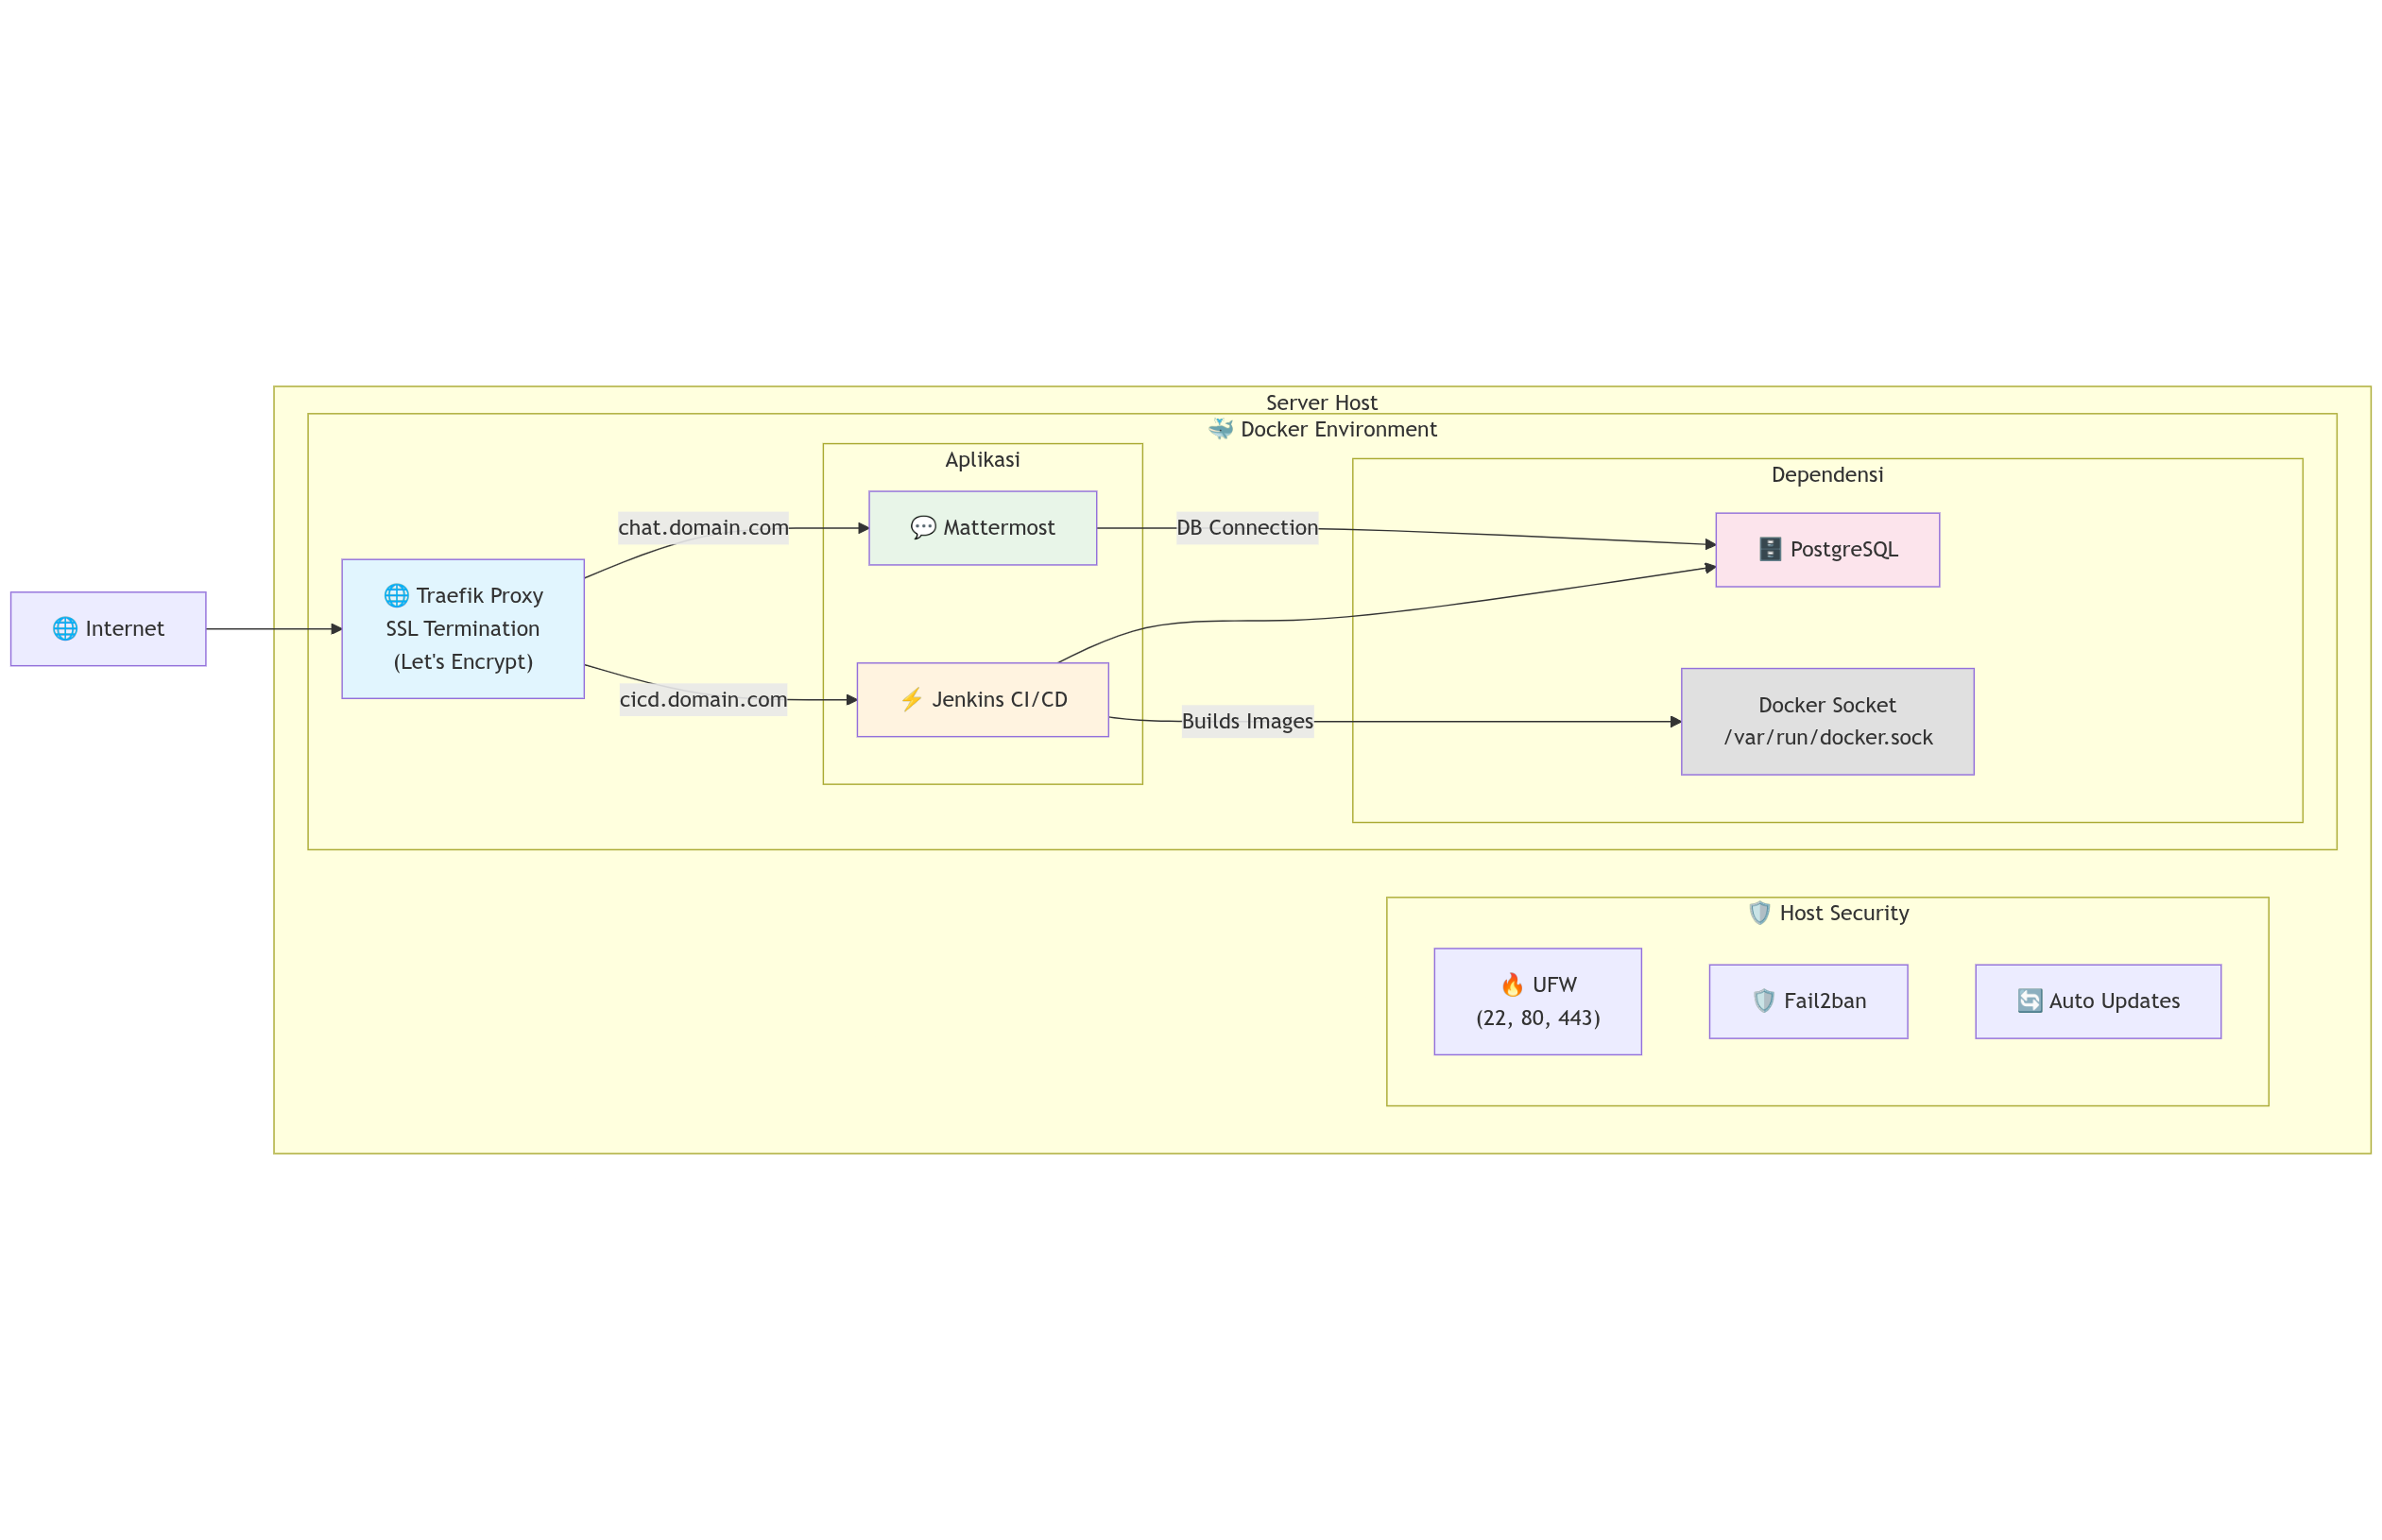 Server Host
🐳 Docker Environment
Aplikasi
Dependensi
🌐 Internet
🌐 Traefik Proxy
SSL Termination
(Let's Encrypt)
chat.domain.com
cicd.domain.com
💬 Mattermost
⚡ Jenkins CI/CD
DB Connection
Builds Images
🗄️ PostgreSQL
Docker Socket
/var/run/docker.sock
🛡️ Host Security
🔥 UFW
(22, 80, 443)
🛡️ Fail2ban
🔄 Auto Updates